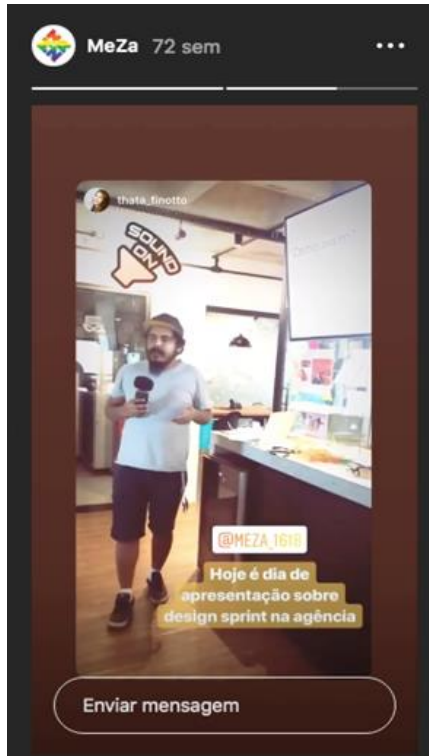 MeZa 72 sem
thata_finotto
SOUND
ON
@MEZA_1618
Hoje é dia de
apresentação sobre
design sprint na agência
Enviar mensagem